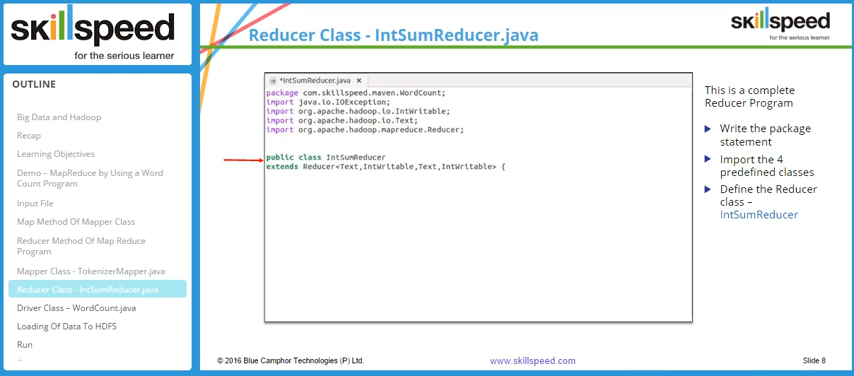 skillspeed
for the serious learner
OUTLINE
Big Data and Hadoop
Recap
Learning Objectives
Demo – MapReduce by Using a Word
Count Program
Input File
Map Method Of Mapper Class
Reducer Method Of Map Reduce
Program
Mapper Class - TokenizerMapper.java
Reducer Class - IntSumReducer.java
Driver Class – WordCount.java
Loading Of Data To HDFS
Run
Reducer Class - IntSumReducer.java
skillspeed
for the serious learner
*IntSumReducer.java ×
package com.skillspeed.maven.WordCount;
import java.io.IOException;
import org.apache.hadoop.io.IntWritable;
import org.apache.hadoop.io.Text;
import org.apache.hadoop.mapreduce.Reducer;
public class IntSumReducer
extends Reducer<Text,IntWritable,Text,IntWritable> {
This is a complete
Reducer Program
Write the package
statement
Import the 4
predefined classes
Define the Reducer
class –
IntSumReducer
© 2016 Blue Camphor Technologies (P) Ltd.
www.skillspeed.com
Slide 8